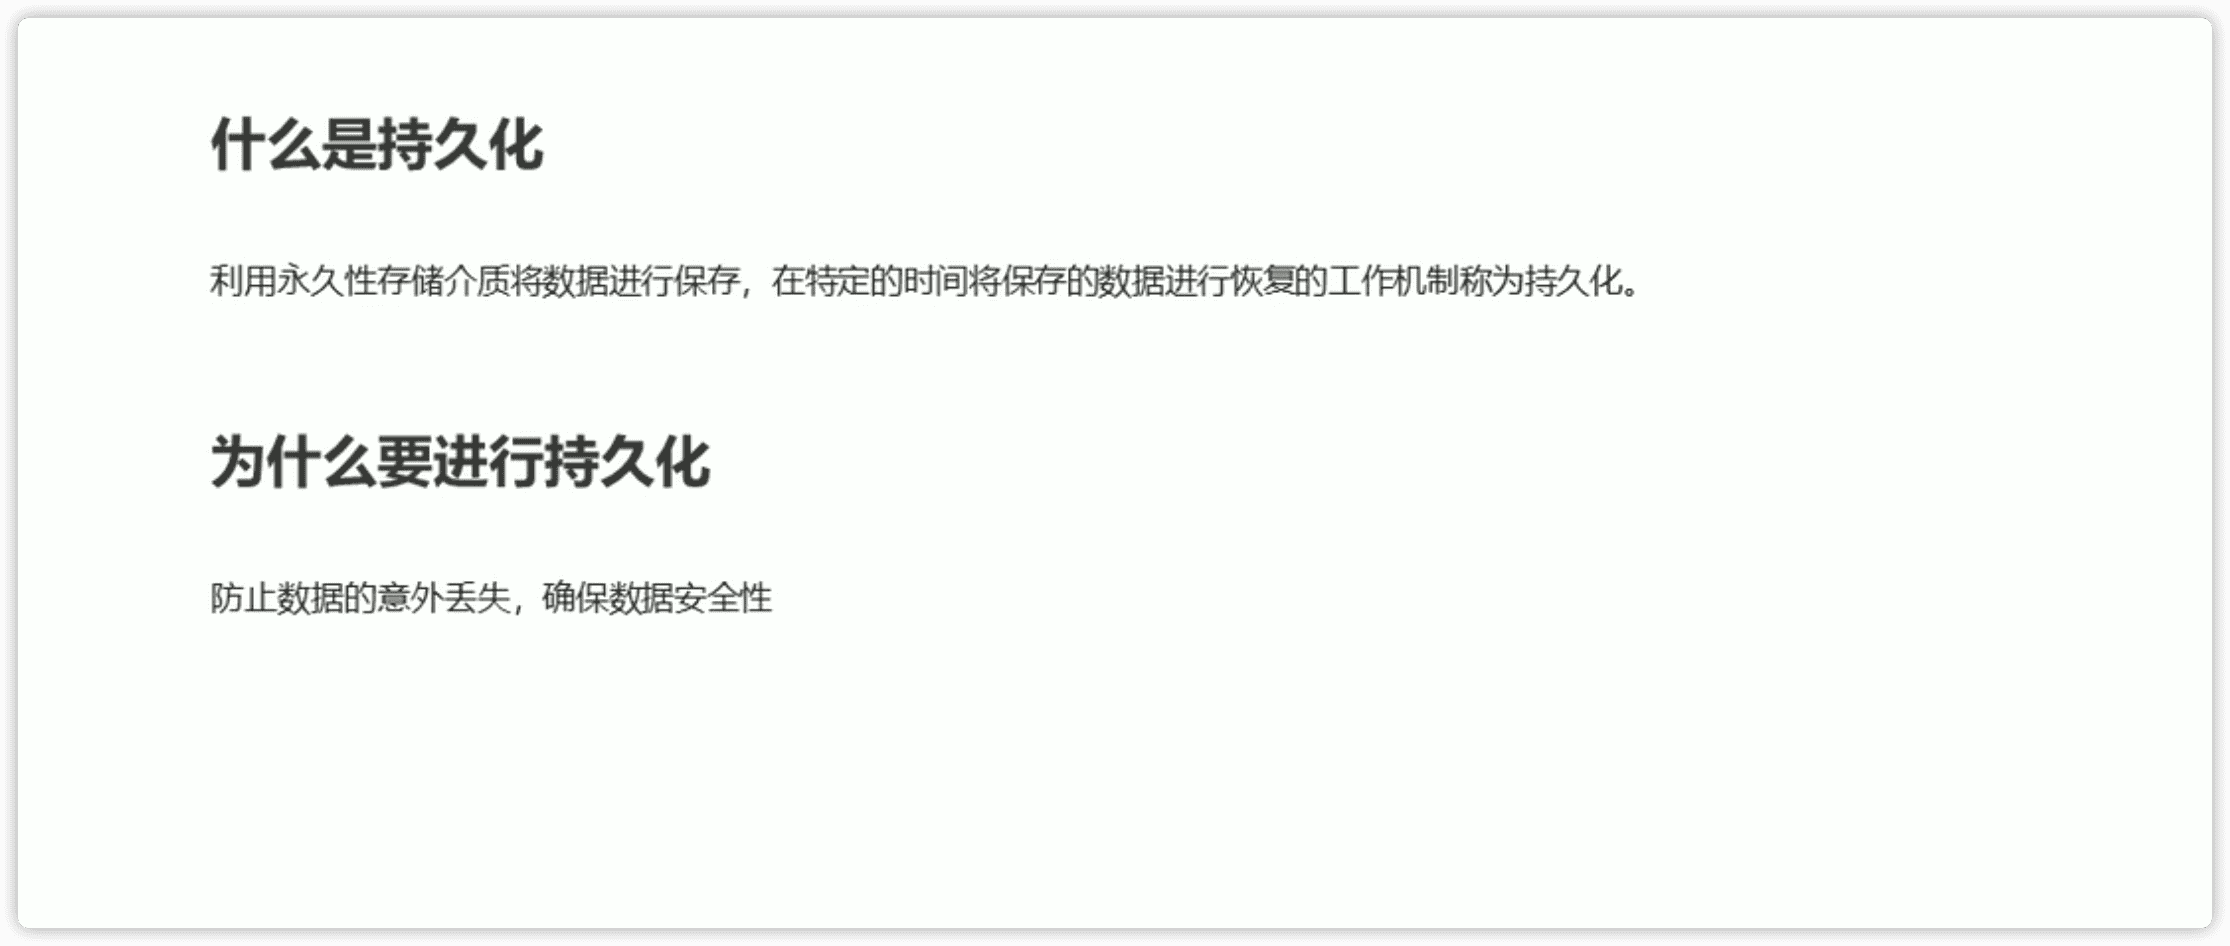 什么是持久化
利用永久性存储介质将数据进行保存，在特定的时间将保存的数据进行恢复的工作机制称为持久化。
为什么要进行持久化
防止数据的意外丢失，确保数据安全性